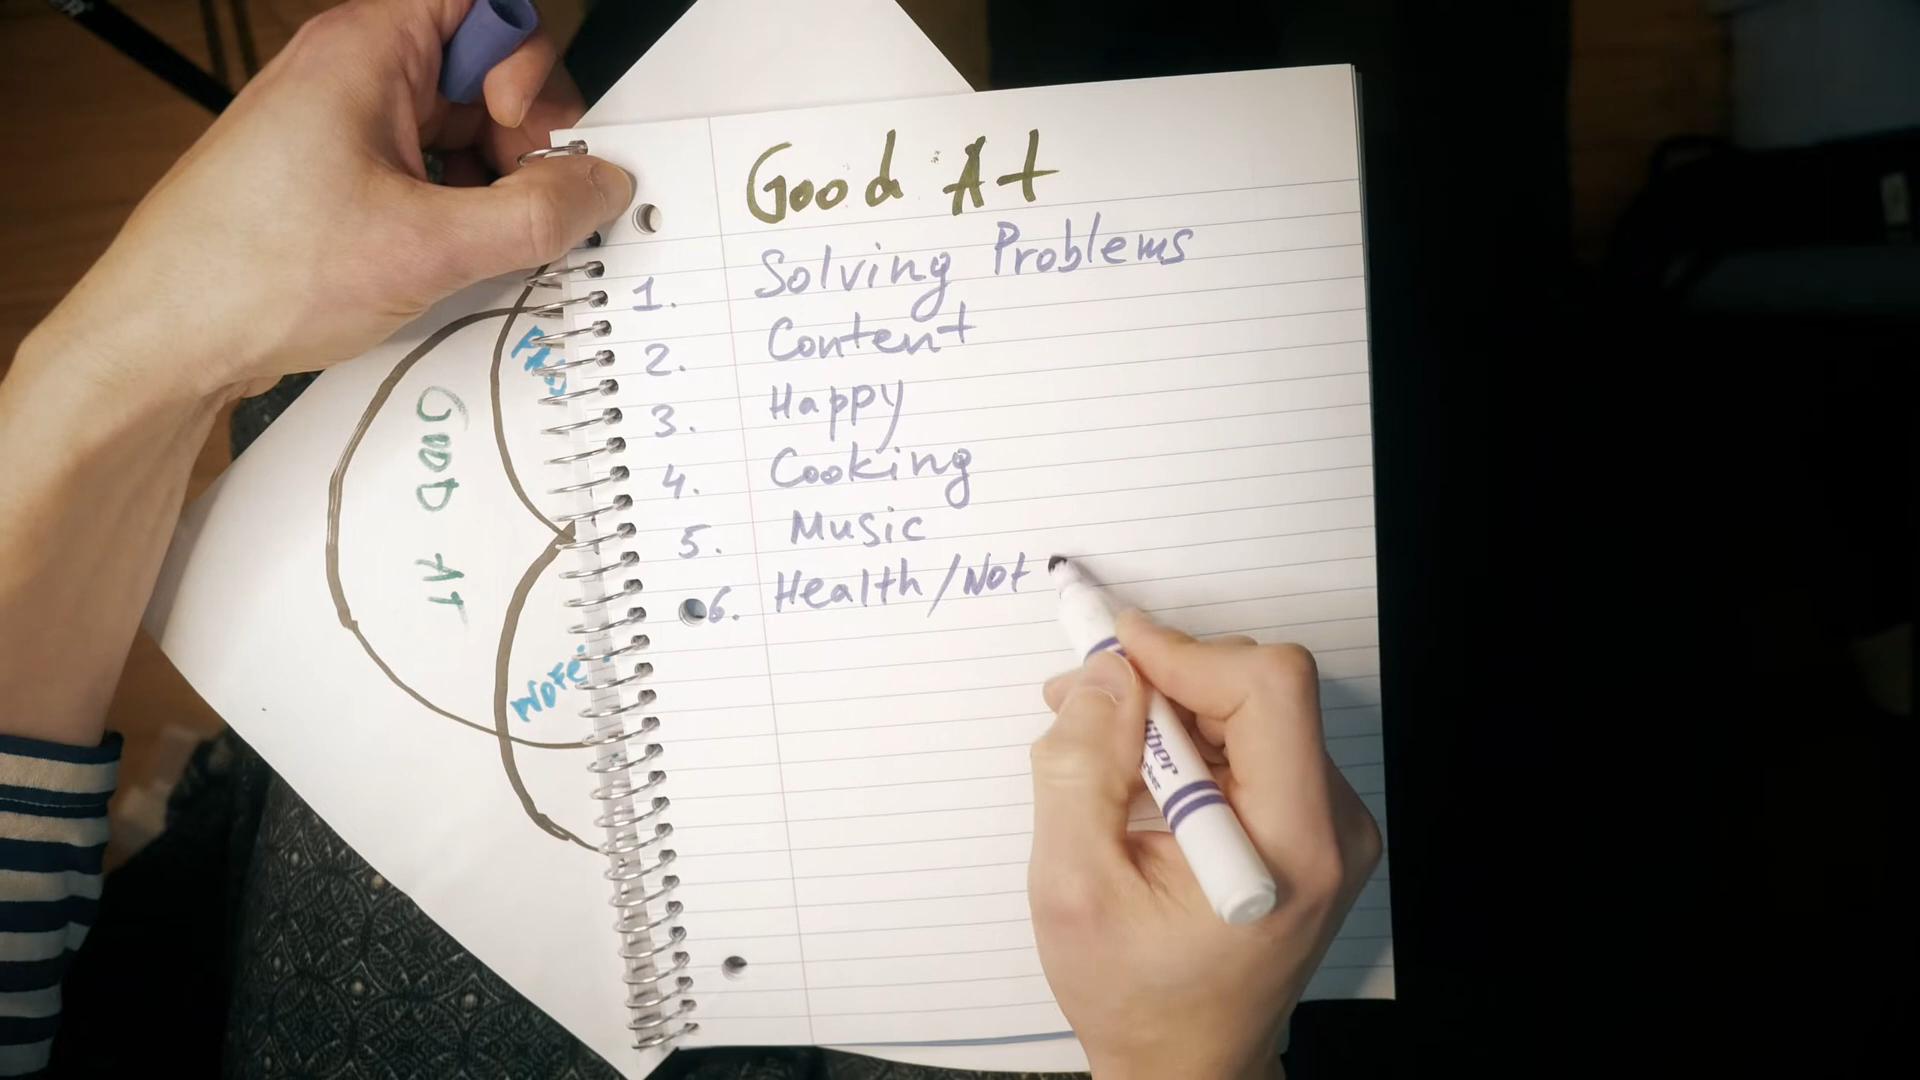 Good At
1. Solving Problems
2. Content
3. Happy
4. Cooking
5. Music
6. Health/Not
GOOD AT